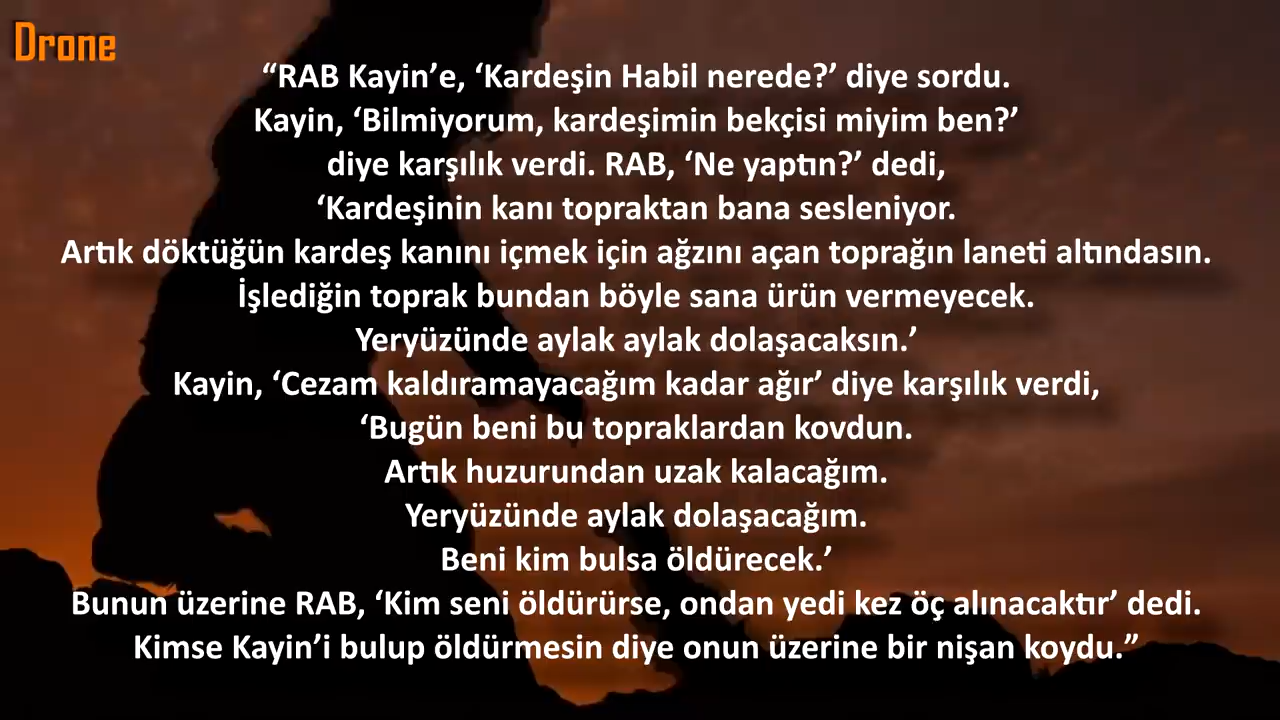 Drone
“RAB Kayin’e, ‘Kardeşin Habil nerede?’ diye sordu.
Kayin, ‘Bilmiyorum, kardeşimin bekçisi miyim ben?’
diye karşılık verdi. RAB, ‘Ne yaptın?’ dedi,
‘Kardeşinin kanı topraktan bana sesleniyor.
Artık döktüğün kardeş kanını içmek için ağzını açan toprağın laneti altındasın.
İşlediğin toprak bundan böyle sana ürün vermeyecek.
Yeryüzünde aylak aylak dolaşacaksın.’
Kayin, ‘Cezam kaldıramayacağım kadar ağır’ diye karşılık verdi,
‘Bugün beni bu topraklardan kovdun.
Artık huzurundan uzak kalacağım.
Yeryüzünde aylak dolaşacağım.
Beni kim bulsa öldürecek.’
Bunun üzerine RAB, ‘Kim seni öldürürse, ondan yedi kez öç alınacaktır’ dedi.
Kimse Kayin’i bulup öldürmesin diye onun üzerine bir nişan koydu.”